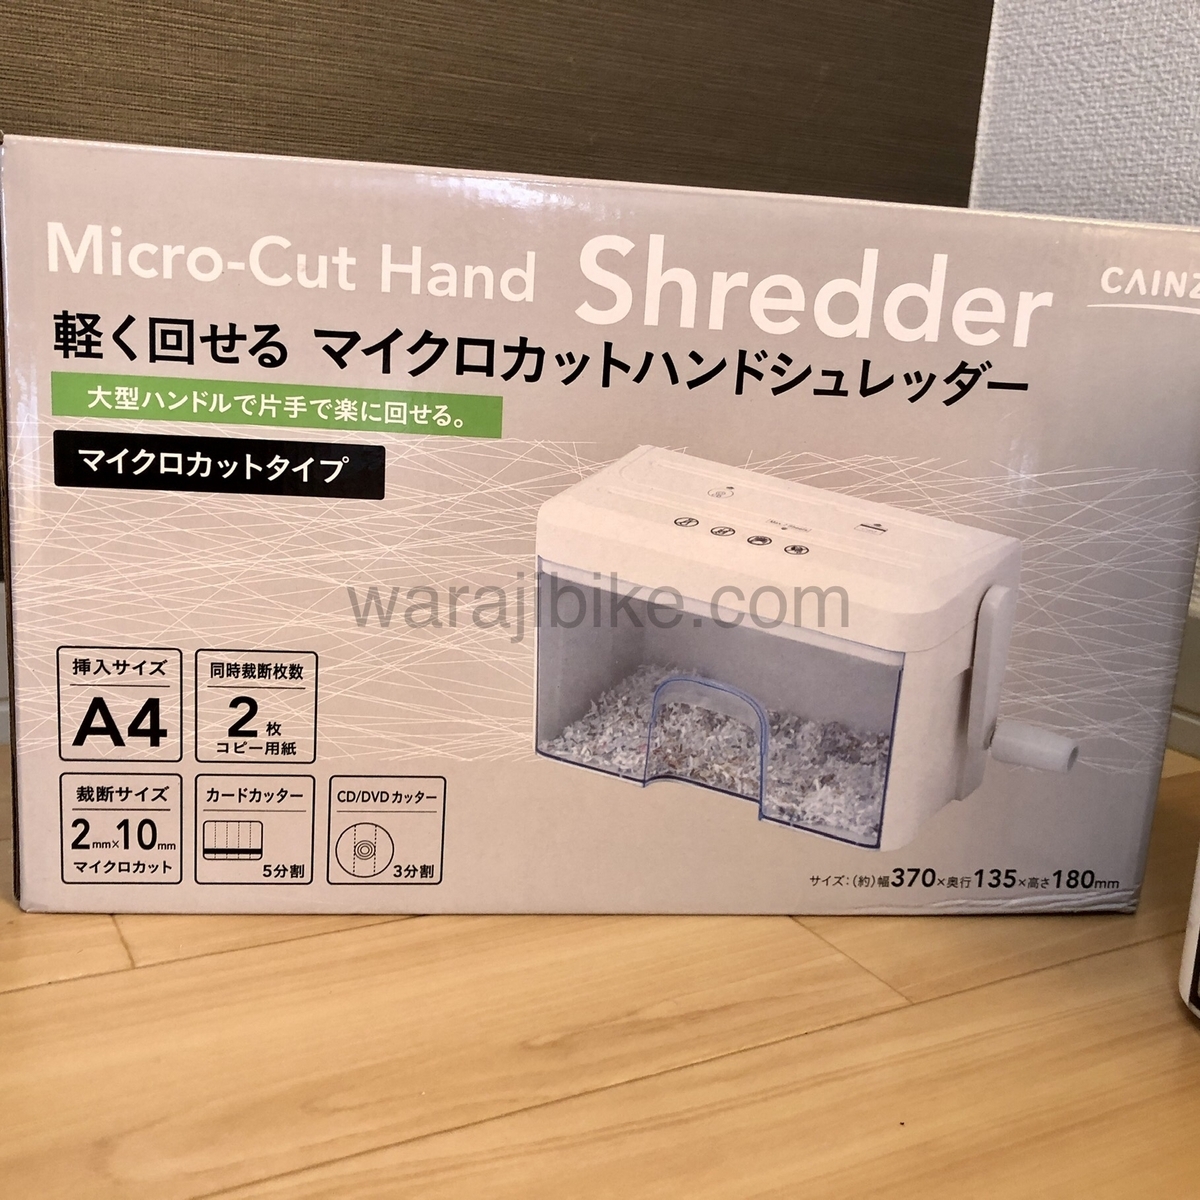 Micro-Cut Hand Shredder
CAINZ
軽く回せる マイクロカットハンドシュレッダー
大型ハンドルで片手で楽に回せる。
マイクロカットタイプ
warajibike.com
挿入サイズ
A4
同時裁断枚数
2枚
コピー用紙
裁断サイズ
2mm×10mm
マイクロカット
カードカッター
5分割
CD/DVDカッター
3分割
サイズ:(約)幅370×奥行135×高さ180mm